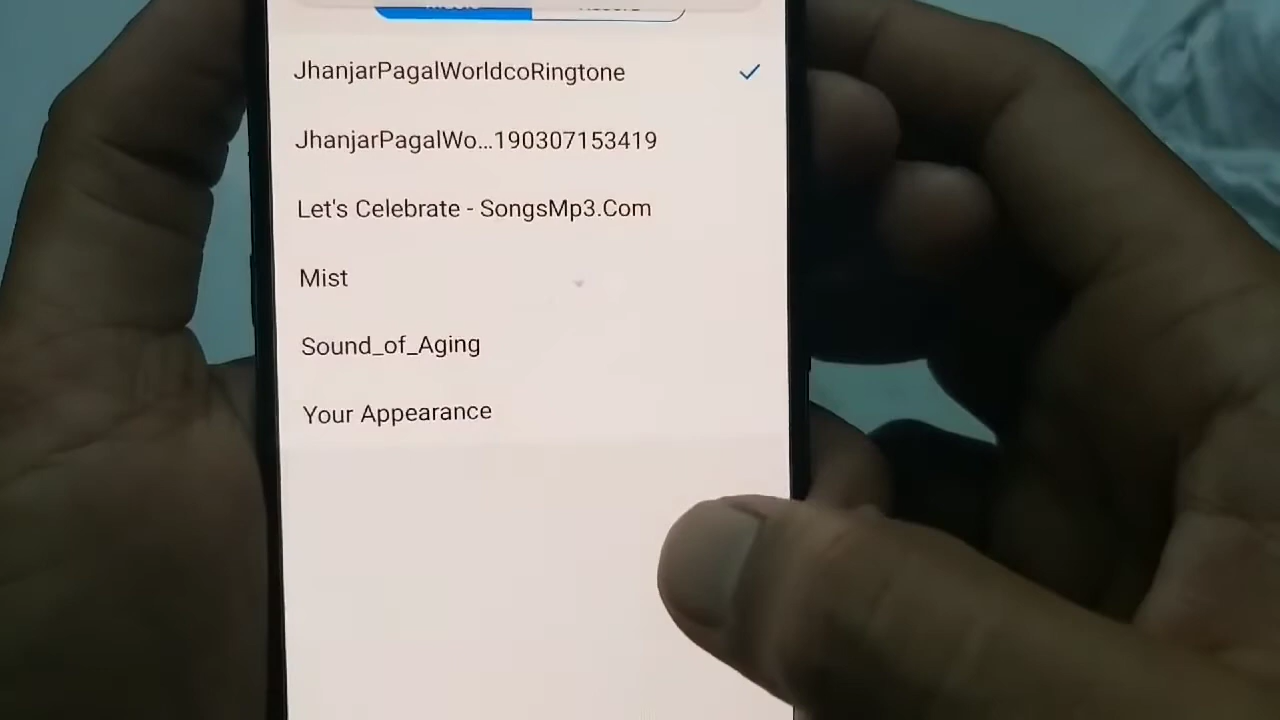 JhanjarPagalWorldcoRingtone
JhanjarPagalWo...190307153419
Let's Celebrate - SongsMp3.Com
Mist
Sound_of_Aging
Your Appearance